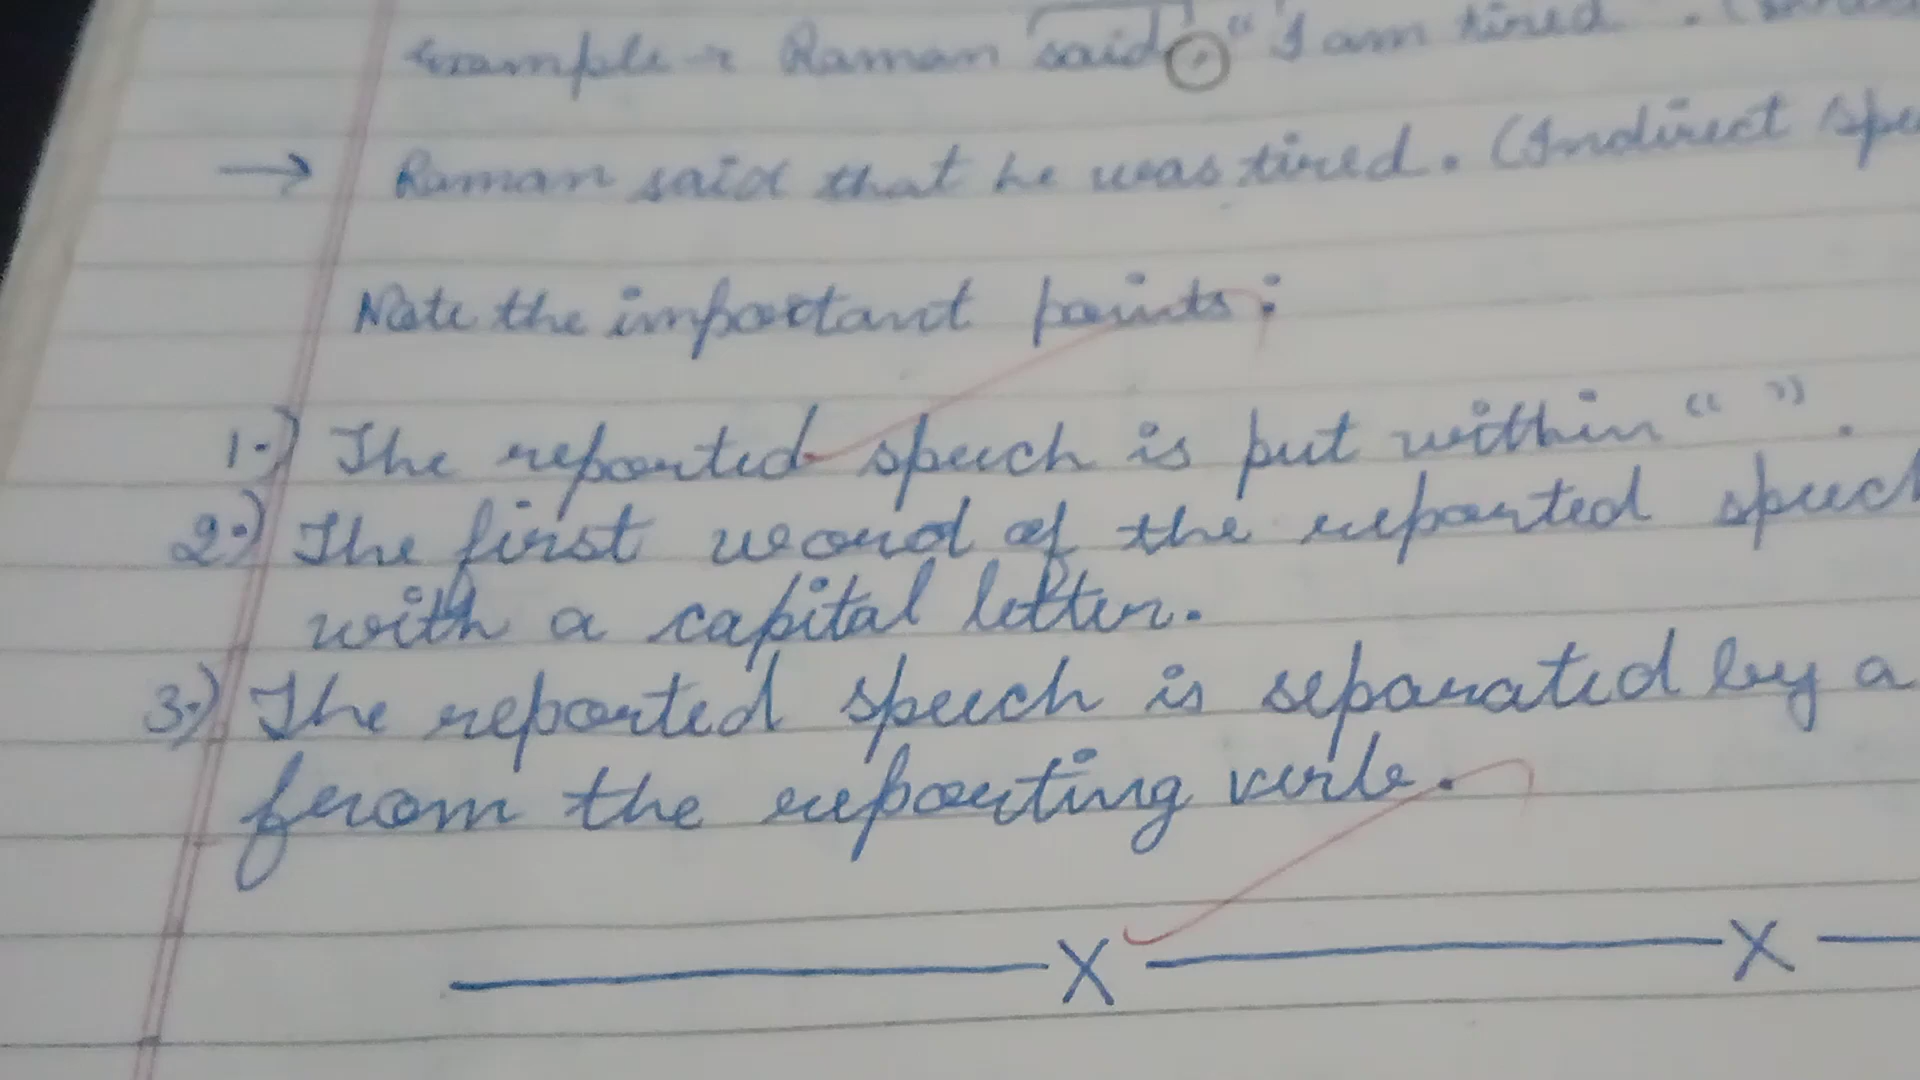 Example → Raman said, "I am tired.
→ Raman said that he was tired. (Indirect spe
Note the important points:
1.) The reported speech is put within " ".
2.) The first word of the reported speech
with a capital letter.
3.) The reported speech is separated by a
from the reporting verb.
X X